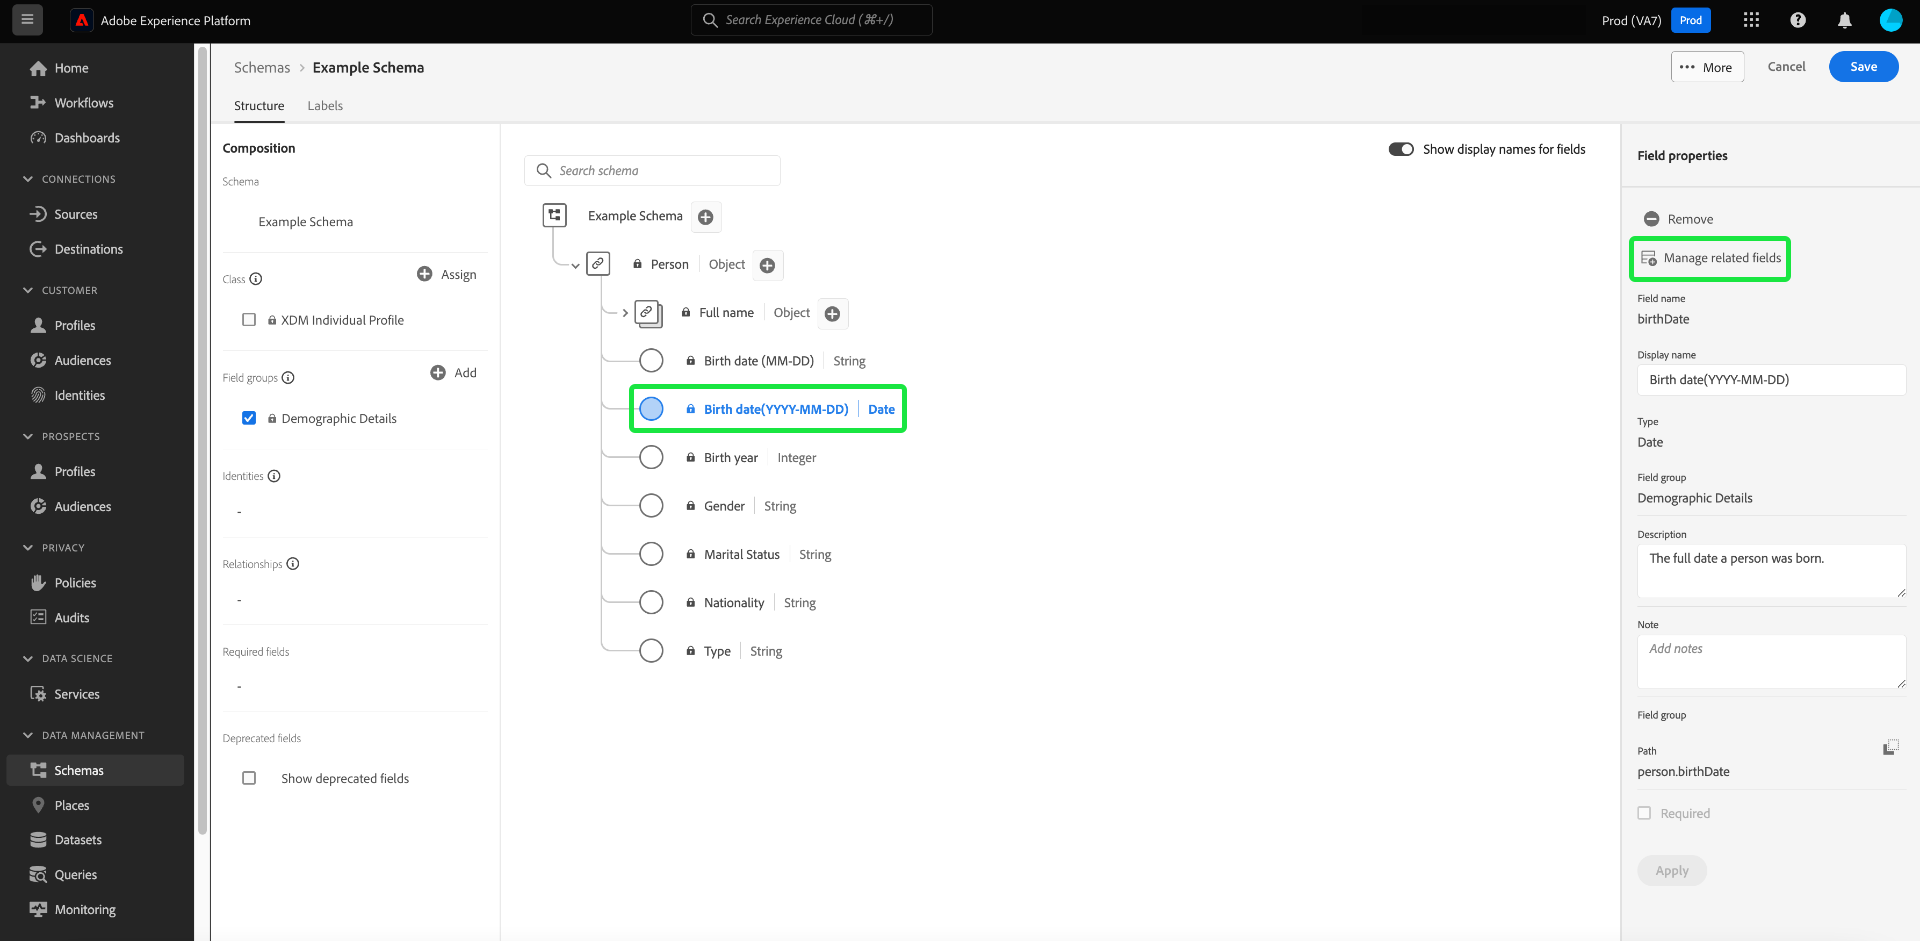 Adobe Experience Platform
Search Experience Cloud (⌘+/)
Prod (VA7)
Prod
Home
Workflows
Dashboards
CONNECTIONS
Sources
Destinations
CUSTOMER
Profiles
Audiences
Identities
PROSPECTS
Profiles
Audiences
PRIVACY
Policies
Audits
DATA SCIENCE
Services
DATA MANAGEMENT
Schemas
Places
Datasets
Queries
Monitoring
Schemas > Example Schema
••• More
Cancel
Save
Structure
Labels
Composition
Schema
Example Schema
Class
Assign
XDM Individual Profile
Field groups
Add
Demographic Details
Identities
-
Relationships
-
Required fields
-
Deprecated fields
Show deprecated fields
Search schema
Show display names for fields
Example Schema
Person | Object
Full name | Object
Birth date (MM-DD) | String
Birth date(YYYY-MM-DD) | Date
Birth year | Integer
Gender | String
Marital Status | String
Nationality | String
Type | String
Field properties
Remove
Manage related fields
Field name
birthDate
Display name
Birth date(YYYY-MM-DD)
Type
Date
Field group
Demographic Details
Description
The full date a person was born.
Note
Add notes
Field group
Path
person.birthDate
Required
Apply